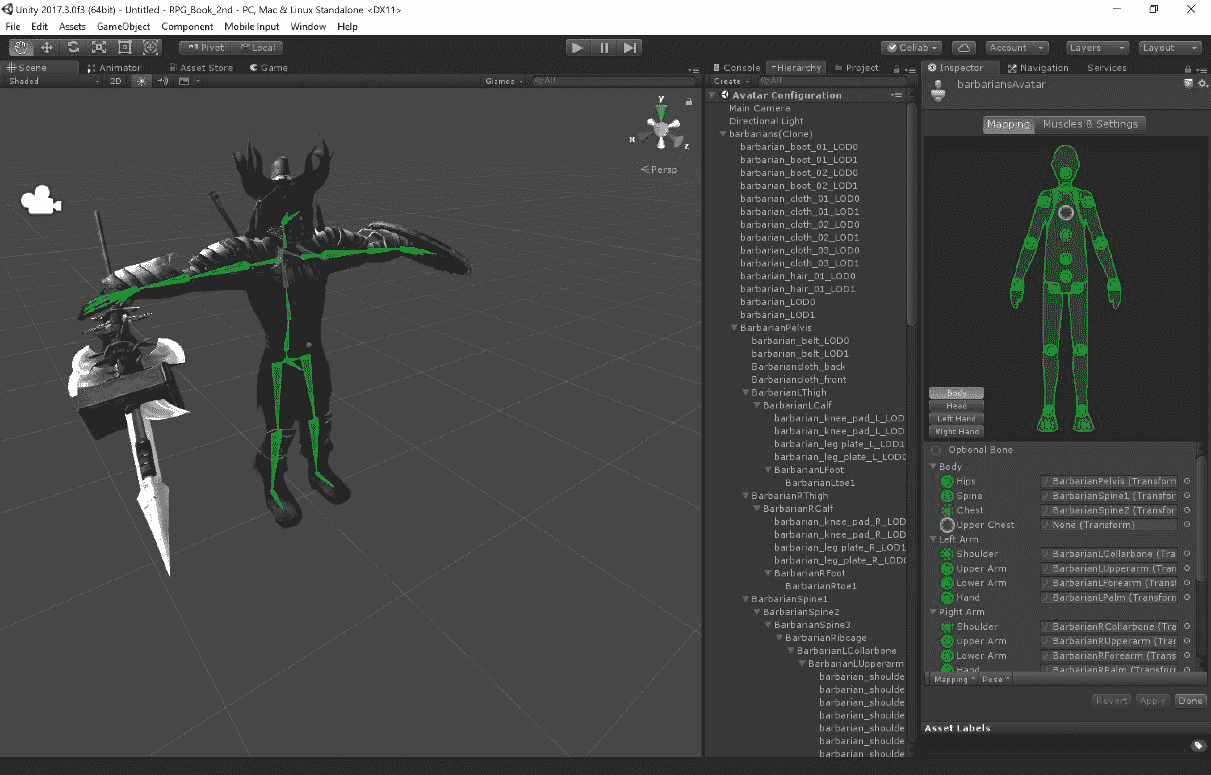 Unity 2017.3.0f3 (64bit) - Untitled - RPG_Book_2nd - PC, Mac & Linux Standalone <DX11>
File Edit Assets GameObject Component Mobile Input Window Help
Pivot Local Collab Account Layers Layout
Scene Animator Asset Store Game
Shaded 2D Gizmos All
y
x
z
Persp
Console Hierarchy Project
Create All
Avatar Configuration
Main Camera
Directional Light
barbarians(Clone)
barbarian_boot_01_LOD0
barbarian_boot_01_LOD1
barbarian_boot_02_LOD0
barbarian_boot_02_LOD1
barbarian_cloth_01_LOD0
barbarian_cloth_01_LOD1
barbarian_cloth_02_LOD0
barbarian_cloth_02_LOD1
barbarian_cloth_03_LOD0
barbarian_cloth_03_LOD1
barbarian_hair_01_LOD0
barbarian_hair_01_LOD1
barbarian_LOD0
barbarian_LOD1
BarbarianPelvis
barbarian_belt_LOD0
barbarian_belt_LOD1
Barbariancloth_back
Barbariancloth_front
BarbarianLThigh
BarbarianLCalf
barbarian_knee_pad_L_LOD
barbarian_knee_pad_L_LOD
barbarian_leg plate_L_LOD1
barbarian_leg_plate_L_LOD0
BarbarianLFoot
BarbarianLtoe1
BarbarianRThigh
BarbarianRCalf
barbarian_knee_pad_R_LOD
barbarian_knee_pad_R_LOD
barbarian_leg plate_R_LOD1
barbarian_leg_plate_R_LOD0
BarbarianRFoot
BarbarianRtoe1
BarbarianSpine1
BarbarianSpine2
BarbarianSpine3
BarbarianRibcage
BarbarianLCollarbone
BarbarianLUpperarm
barbarian_shoulde
barbarian_shoulde
barbarian_shoulde
barbarian_shoulde
barbarian_shoulde
barbarian_shoulde
barbarian_shoulde
Inspector Navigation Services
barbariansAvatar
Mapping Muscles & Settings
Body
Head
Left Hand
Right Hand
Optional Bone
Body
Hips BarbarianPelvis (Transform
Spine BarbarianSpine1 (Transfor
Chest BarbarianSpine2 (Transfor
Upper Chest None (Transform)
Left Arm
Shoulder BarbarianLCollarbone (Tra
Upper Arm BarbarianLUpperarm (Tran
Lower Arm BarbarianLForearm (Transf
Hand BarbarianLPalm (Transform
Right Arm
Shoulder BarbarianRCollarbone (Tra
Upper Arm BarbarianRUpperarm (Trar
Lower Arm BarbarianRForearm (Trans
Hand BarbarianRPalm (Transform
Mapping Pose
Revert Apply Done
Asset Labels